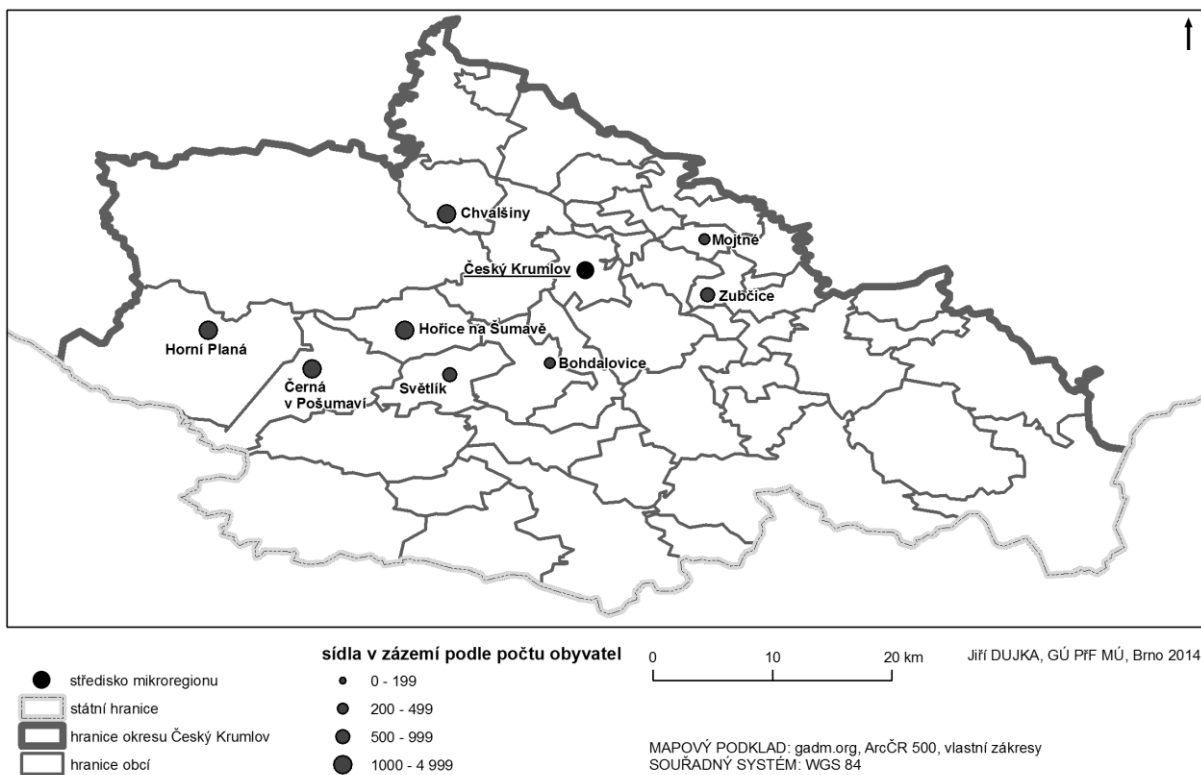 Chvalšiny
Mojtné
Český Krumlov
Zubčice
Hořice na Šumavě
Horní Planá
Bohdalovice
Černá
v Pošumaví
Světlík
středisko mikroregionu
státní hranice
hranice okresu Český Krumlov
hranice obcí
sídla v zázemí podle počtu obyvatel
0 - 199
200 - 499
500 - 999
1000 - 4 999
0 10 20 km
Jiří DUJKA, GÚ PřF MÚ, Brno 2014
MAPOVÝ PODKLAD: gadm.org, ArcČR 500, vlastní zákresy
SOUŘADNÝ SYSTÉM: WGS 84